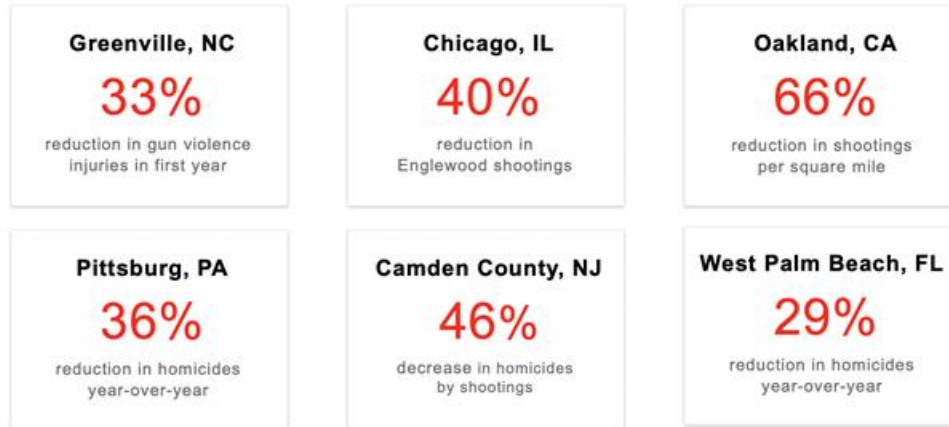 Greenville, NC
33%
reduction in gun violence
injuries in first year
Chicago, IL
40%
reduction in
Englewood shootings
Oakland, CA
66%
reduction in shootings
per square mile
Pittsburg, PA
36%
reduction in homicides
year-over-year
Camden County, NJ
46%
decrease in homicides
by shootings
West Palm Beach, FL
29%
reduction in homicides
year-over-year